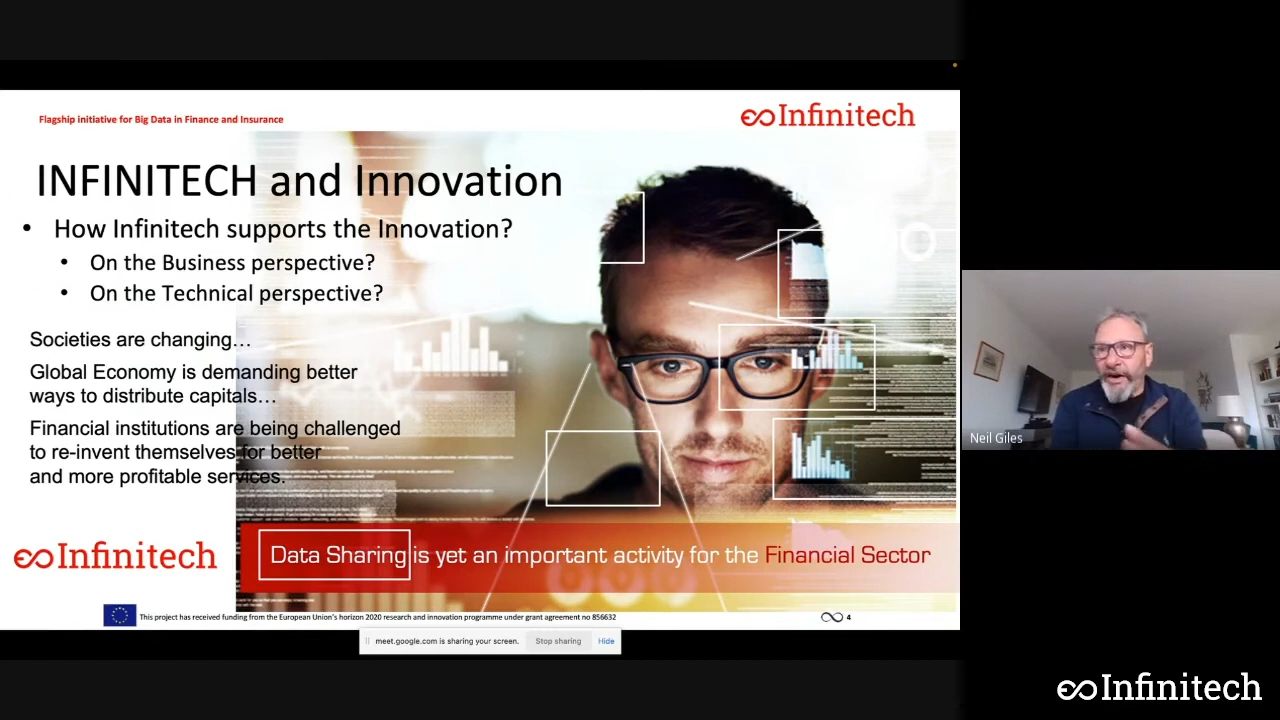 Flagship initiative for Big Data in Finance and Insurance
Infinitech
INFINITECH and Innovation
• How Infinitech supports the Innovation?
• On the Business perspective?
• On the Technical perspective?
Societies are changing…
Global Economy is demanding better
ways to distribute capitals…
Financial institutions are being challenged
to re-invent themselves for better
and more profitable services.
Infinitech
Data Sharing is yet an important activity for the Financial Sector
This project has received funding from the European Union's horizon 2020 research and innovation programme under grant agreement no 856632
4
meet.google.com is sharing your screen.
Stop sharing
Hide
Neil Giles
Infinitech